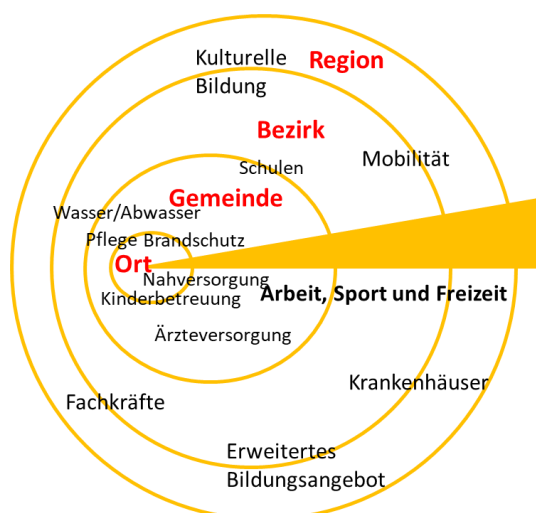 Kulturelle
Bildung
Region
Bezirk
Mobilität
Schulen
Gemeinde
Wasser/Abwasser
Pflege
Brandschutz
Ort
Nahversorgung
Kinderbetreuung
Arbeit, Sport und Freizeit
Ärzteversorgung
Krankenhäuser
Fachkräfte
Erweitertes
Bildungsangebot